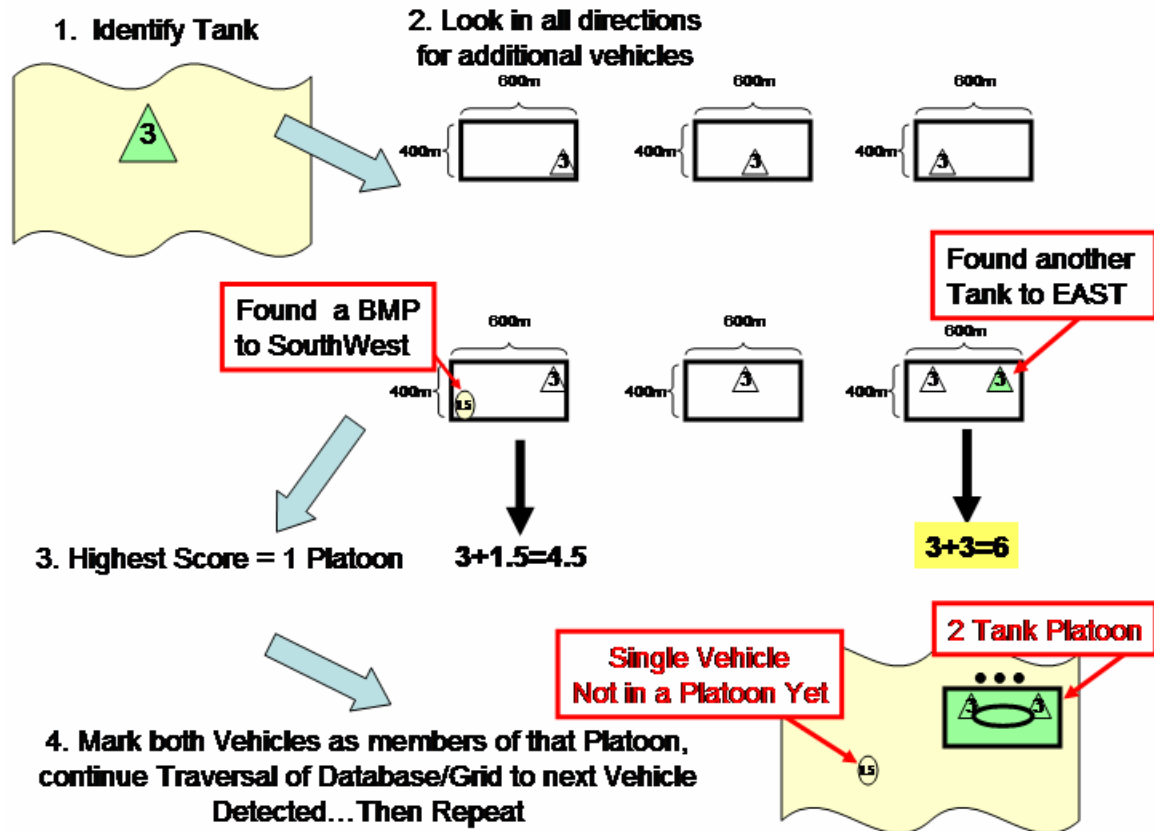 1. Identify Tank
3
2. Look in all directions
for additional vehicles
600m
400m
3
600m
400m
3
600m
400m
3
Found a BMP
to SouthWest
600m
400m
3
1.5
600m
400m
3
Found another
Tank to EAST
600m
400m
3
3
3. Highest Score = 1 Platoon
3+1.5=4.5
3+3=6
4. Mark both Vehicles as members of that Platoon,
continue Traversal of Database/Grid to next Vehicle
Detected…Then Repeat
Single Vehicle
Not in a Platoon Yet
2 Tank Platoon
3
3
1.5